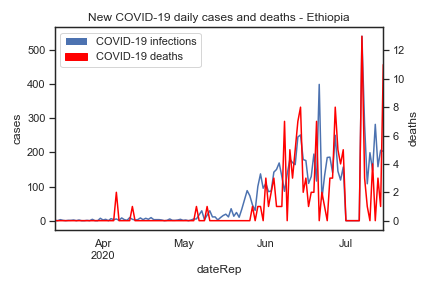 New COVID-19 daily cases and deaths - Ethiopia
COVID-19 infections
COVID-19 deaths
500
400
300
200
100
0
cases
12
10
8
6
4
2
0
deaths
Apr
2020
May
Jun
Jul
dateRep